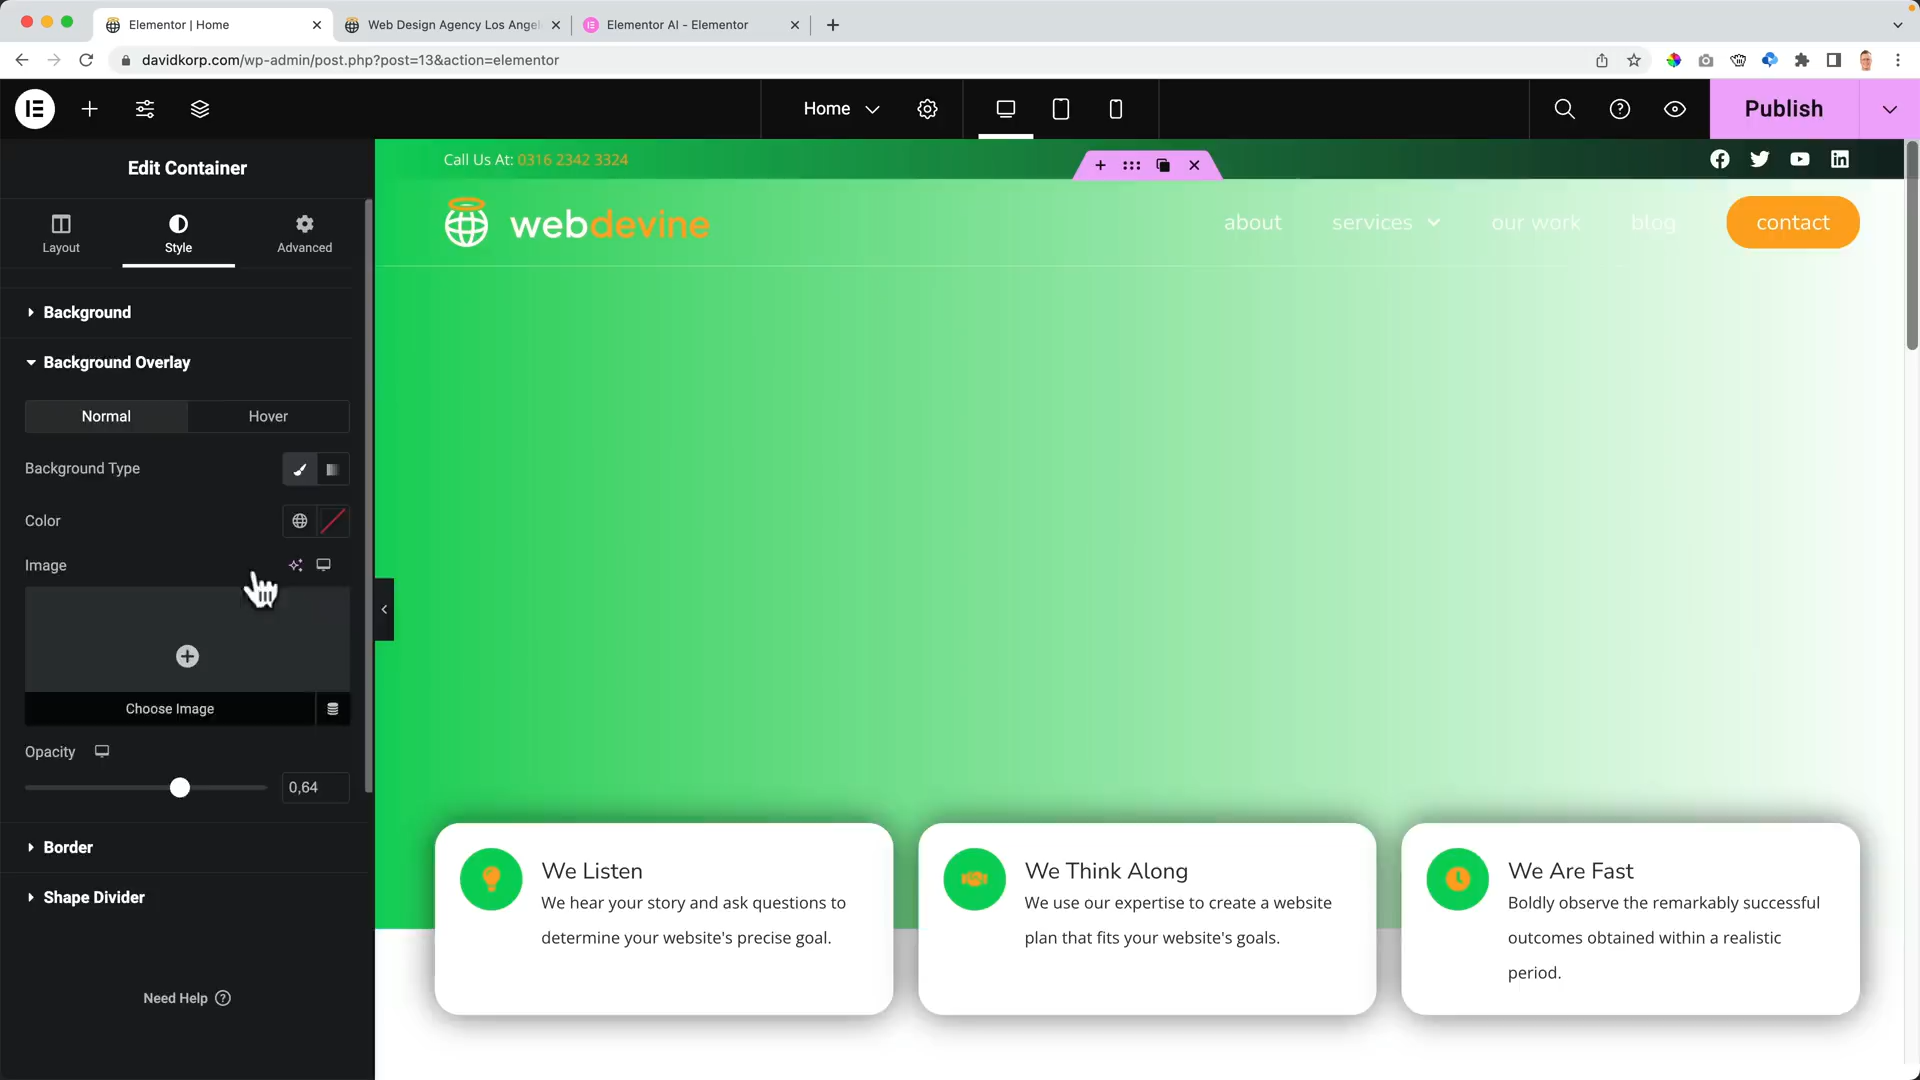 Elementor | Home
Web Design Agency Los Angel
Elementor AI - Elementor
davidkorp.com/wp-admin/post.php?post=13&action=elementor
Home
Publish
Edit Container
Layout
Style
Advanced
Background
Background Overlay
Normal
Hover
Background Type
Color
Image
Choose Image
Opacity
0,64
Border
Shape Divider
Need Help
Call Us At: 0316 2342 3324
webdevine
about
services
our work
blog
contact
We Listen
We hear your story and ask questions to
determine your website's precise goal.
We Think Along
We use our expertise to create a website
plan that fits your website's goals.
We Are Fast
Boldly observe the remarkably successful
outcomes obtained within a realistic
period.